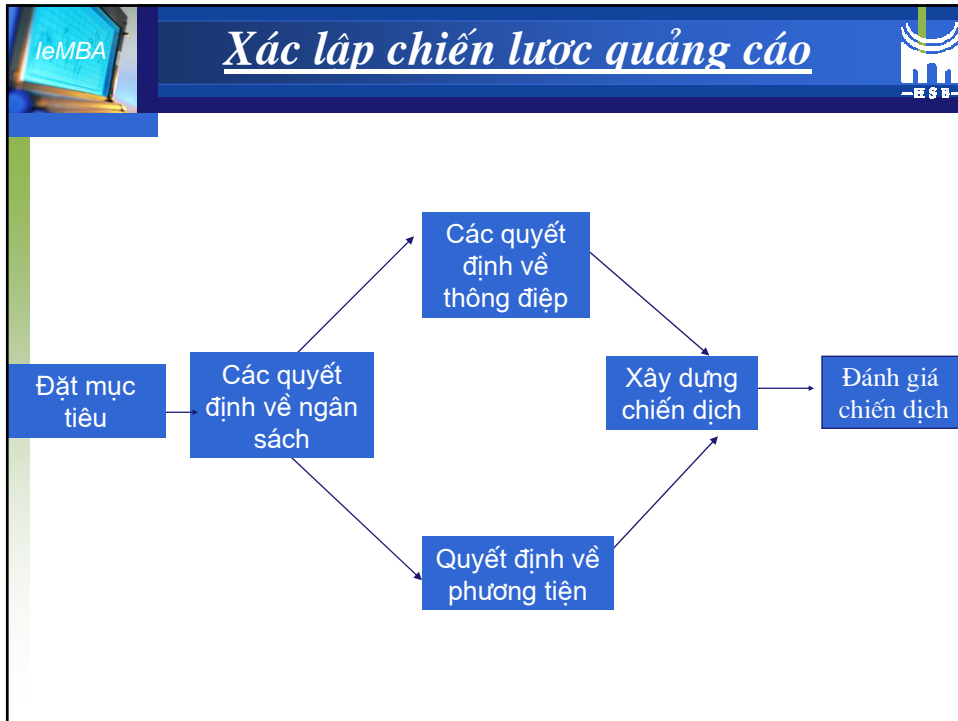 IeMBA
Xác lâp chiến lược quảng cáo
HSB
Các quyết
định về
thông điệp
Đặt mục
tiêu
Các quyết
định về ngân
sách
Xây dựng
chiến dịch
Đánh giá
chiến dịch
Quyết định về
phương tiện